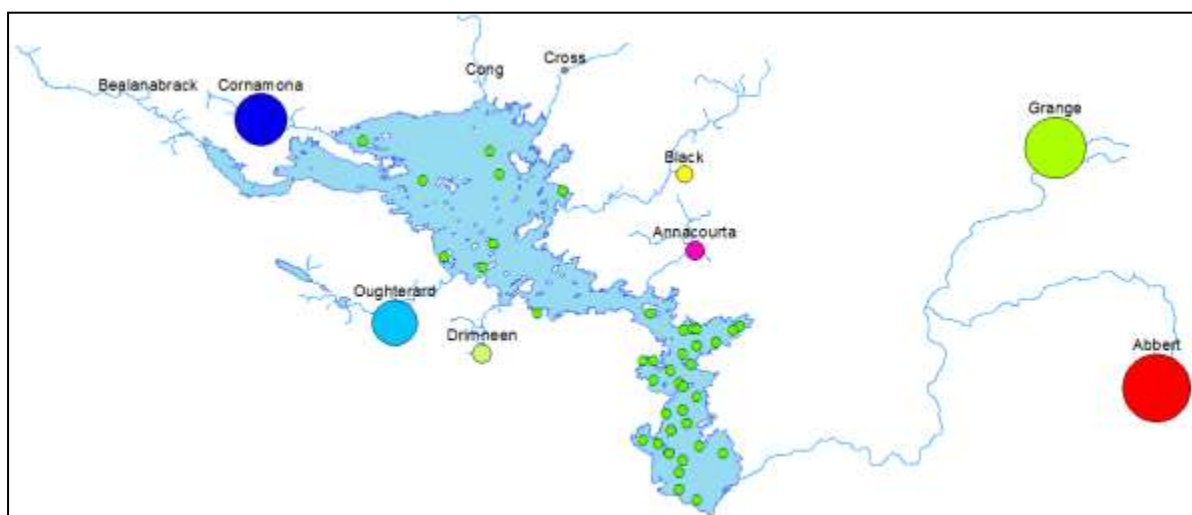 Cross
Cong
Bealanabrack
Cornamona
Grange
Black
Annacourta
Oughterard
Drimneen
Abbert